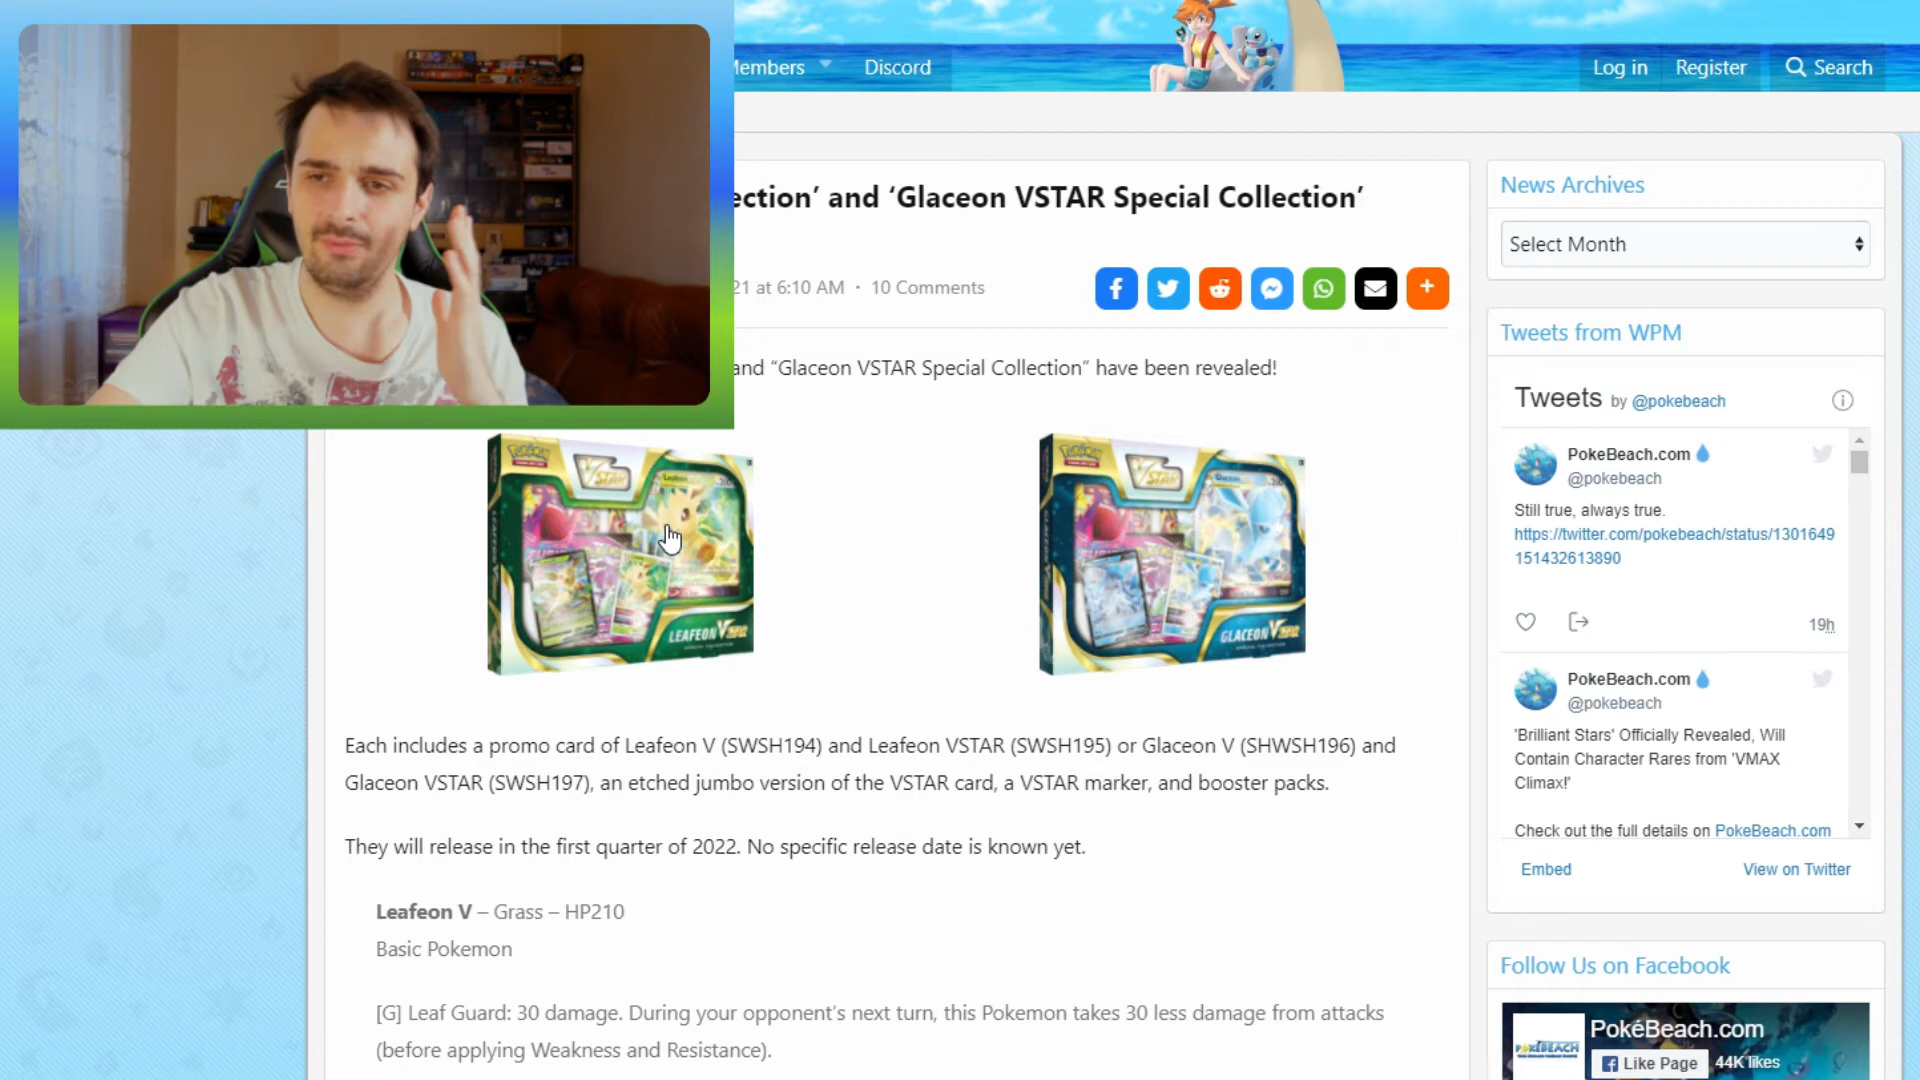 Members
Discord
Log in
Register
Search
ection’ and ‘Glaceon VSTAR Special Collection’
21 at 6:10 AM · 10 Comments
and “Glaceon VSTAR Special Collection” have been revealed!
LEAFEON VSTAR
GLACEON VSTAR
Each includes a promo card of Leafeon V (SWSH194) and Leafeon VSTAR (SWSH195) or Glaceon V (SHWSH196) and
Glaceon VSTAR (SWSH197), an etched jumbo version of the VSTAR card, a VSTAR marker, and booster packs.
They will release in the first quarter of 2022. No specific release date is known yet.
Leafeon V – Grass – HP210
Basic Pokemon
[G] Leaf Guard: 30 damage. During your opponent’s next turn, this Pokemon takes 30 less damage from attacks
(before applying Weakness and Resistance).
News Archives
Select Month
Tweets from WPM
Tweets by @pokebeach
PokeBeach.com
@pokebeach
Still true, always true.
https://twitter.com/pokebeach/status/1301649
151432613890
19h
PokeBeach.com
@pokebeach
'Brilliant Stars' Officially Revealed, Will
Contain Character Rares from 'VMAX
Climax!'
Check out the full details on PokeBeach.com
Embed
View on Twitter
Follow Us on Facebook
PokéBeach.com
POKÉBEACH
Like Page
44K likes